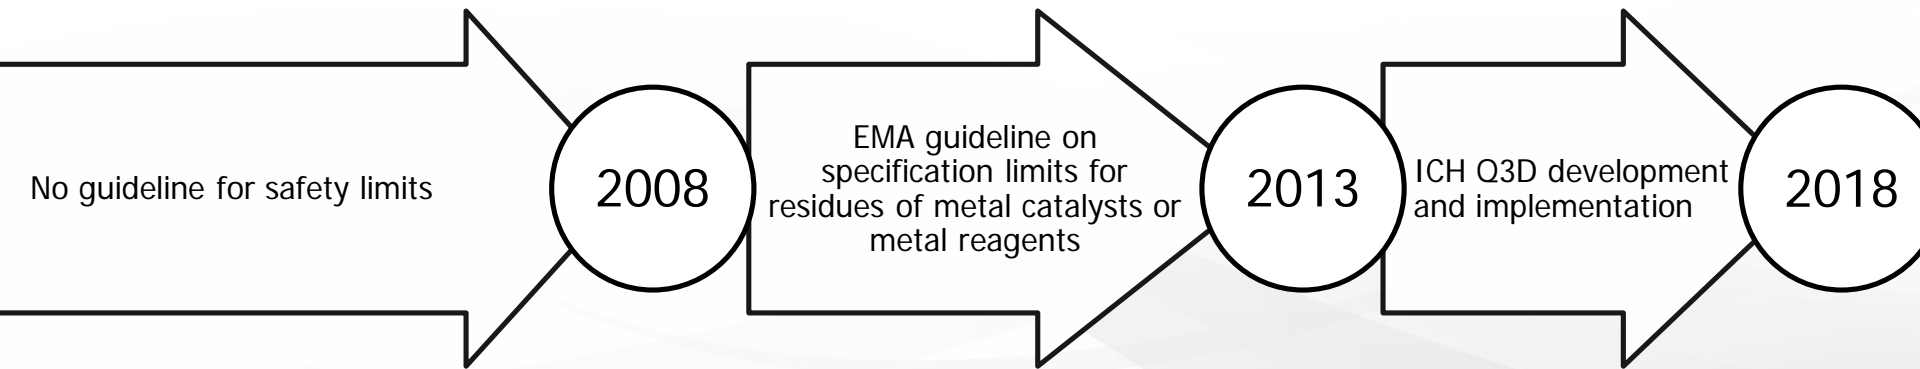 No guideline for safety limits
2008
EMA guideline on
specification limits for
residues of metal catalysts or
metal reagents
2013
ICH Q3D development
and implementation
2018